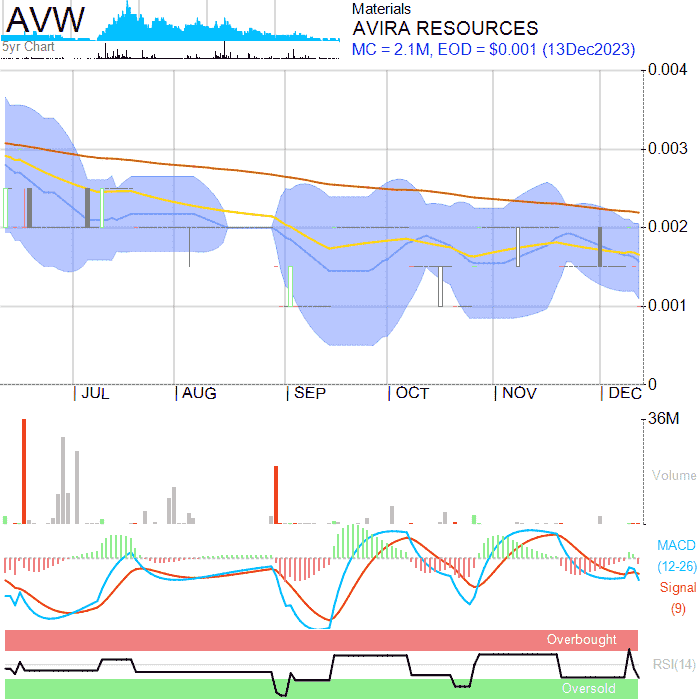 AVW
5yr Chart
Materials
AVIRA RESOURCES
MC = 2.1M, EOD = $0.001 (13Dec2023)
0.004
0.003
0.002
0.001
0
JUL
AUG
SEP
OCT
NOV
DEC
36M
Volume
MACD
(12-26)
Signal
(9)
Overbought
RSI(14)
Oversold